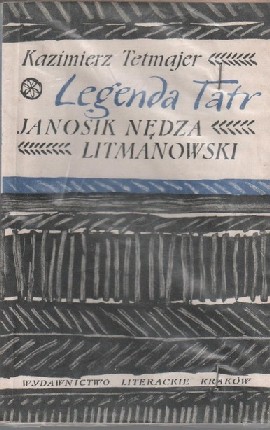 Kazimierz Tetmajer
Legenda Tatr
JANOSIK NĘDZA
LITMANOWSKI
WYDAWNICTWO LITERACKIE KRAKÓW